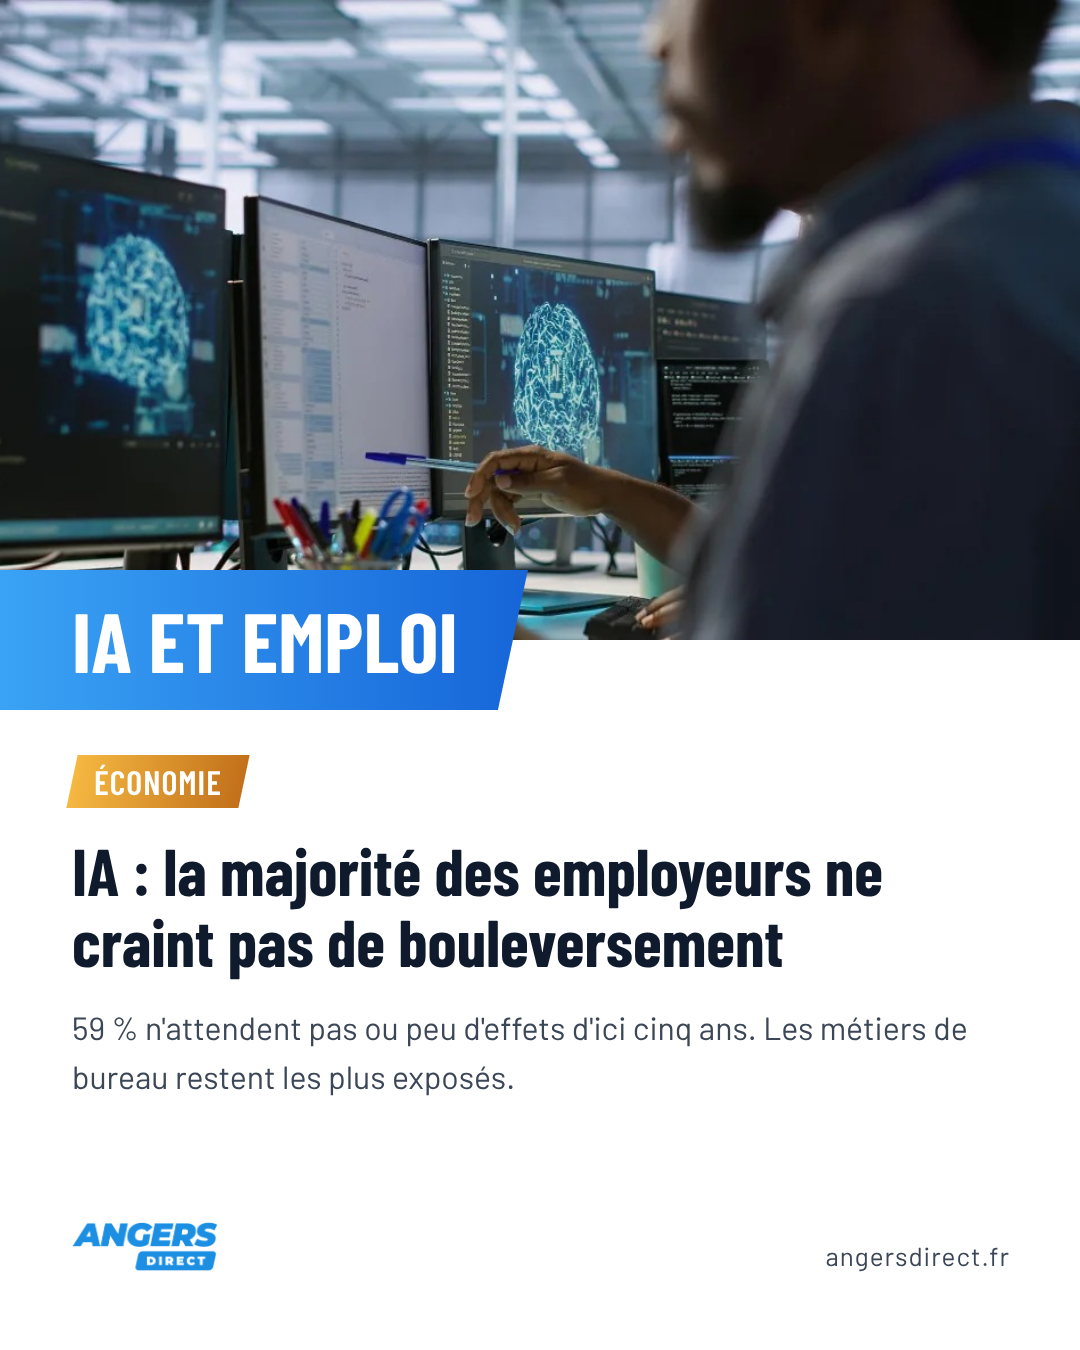 IA ET EMPLOI
ÉCONOMIE
IA : la majorité des employeurs ne
craint pas de bouleversement
59 % n'attendent pas ou peu d'effets d'ici cinq ans. Les métiers de
bureau restent les plus exposés.
ANGERS
DIRECT
angersdirect.fr